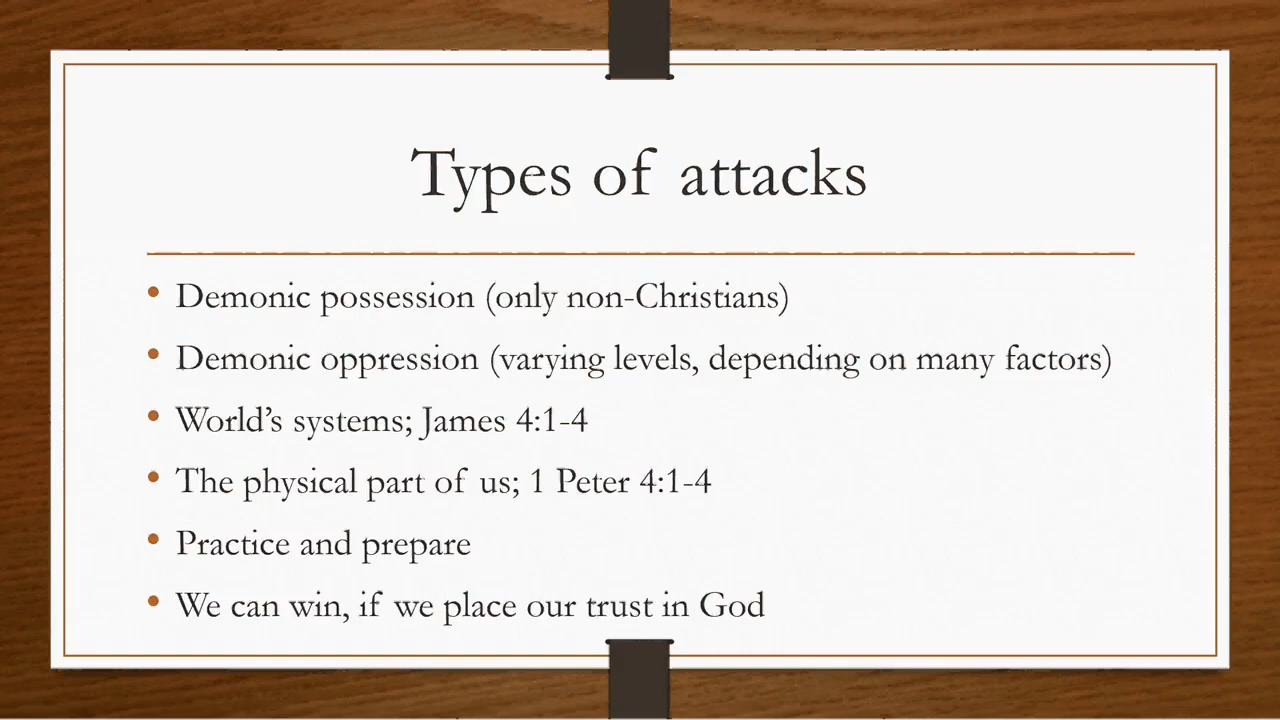 Types of attacks
• Demonic possession (only non-Christians)
• Demonic oppression (varying levels, depending on many factors)
• World’s systems; James 4:1-4
• The physical part of us; 1 Peter 4:1-4
• Practice and prepare
• We can win, if we place our trust in God